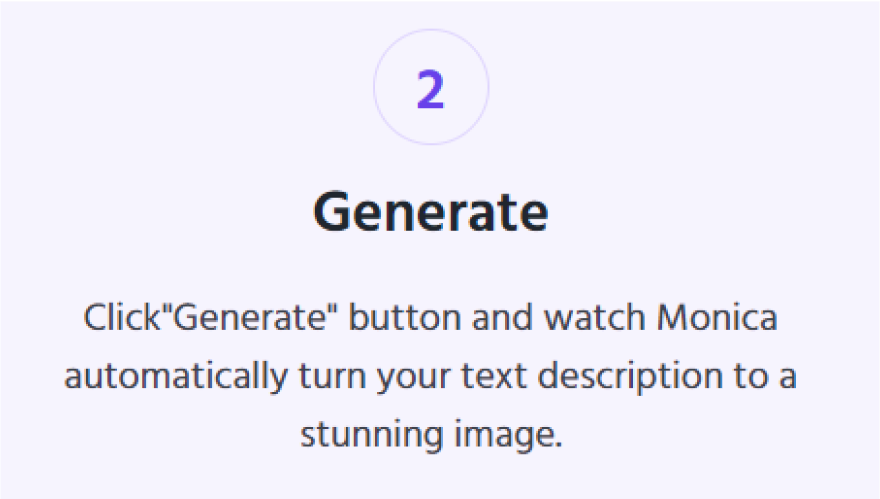 2
Generate
Click"Generate" button and watch Monica
automatically turn your text description to a
stunning image.